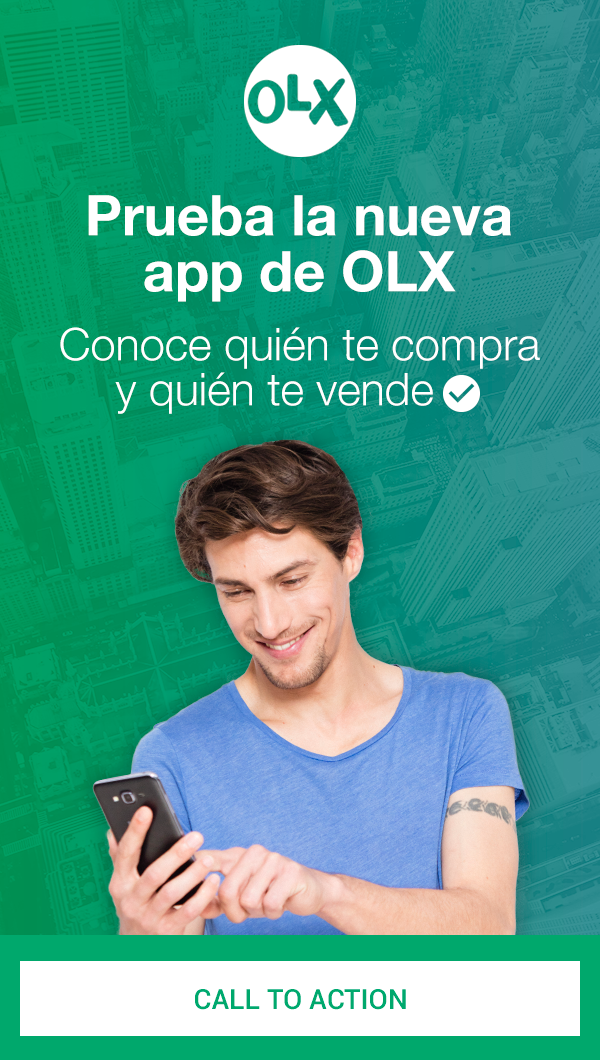 OLX
Prueba la nueva
app de OLX
Conoce quién te compra
y quién te vende
CALL TO ACTION